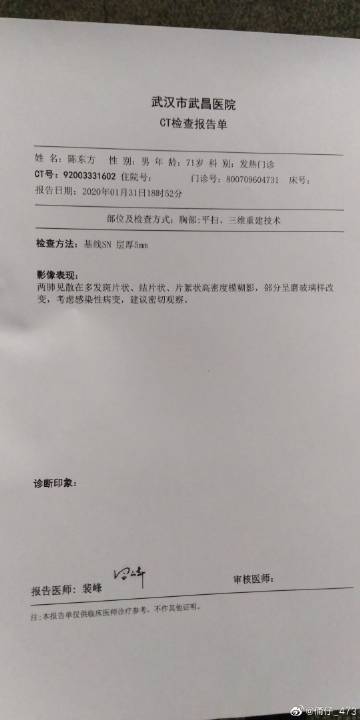 武汉市武昌医院
CT检查报告单
姓 名：陈东方 性 别：男 年 龄：71岁 科 别：发热门诊
CT号：92003331602 住院号： 门诊号：800709604731 床号：
报告日期：2020年01月31日18时52分
部位及检查方式：胸部:平扫、三维重建技术
检查方法：基线SN 层厚5mm
影像表现：
两肺见散在多发斑片状、结片状、片絮状高密度模糊影，部分呈磨玻璃样改
变，考虑感染性病变，建议密切观察。
诊断印象：
报告医师：裴峰
审核医师：
注:本报告单仅供临床医师诊疗参考，不作其他证明。
@倩仔_473